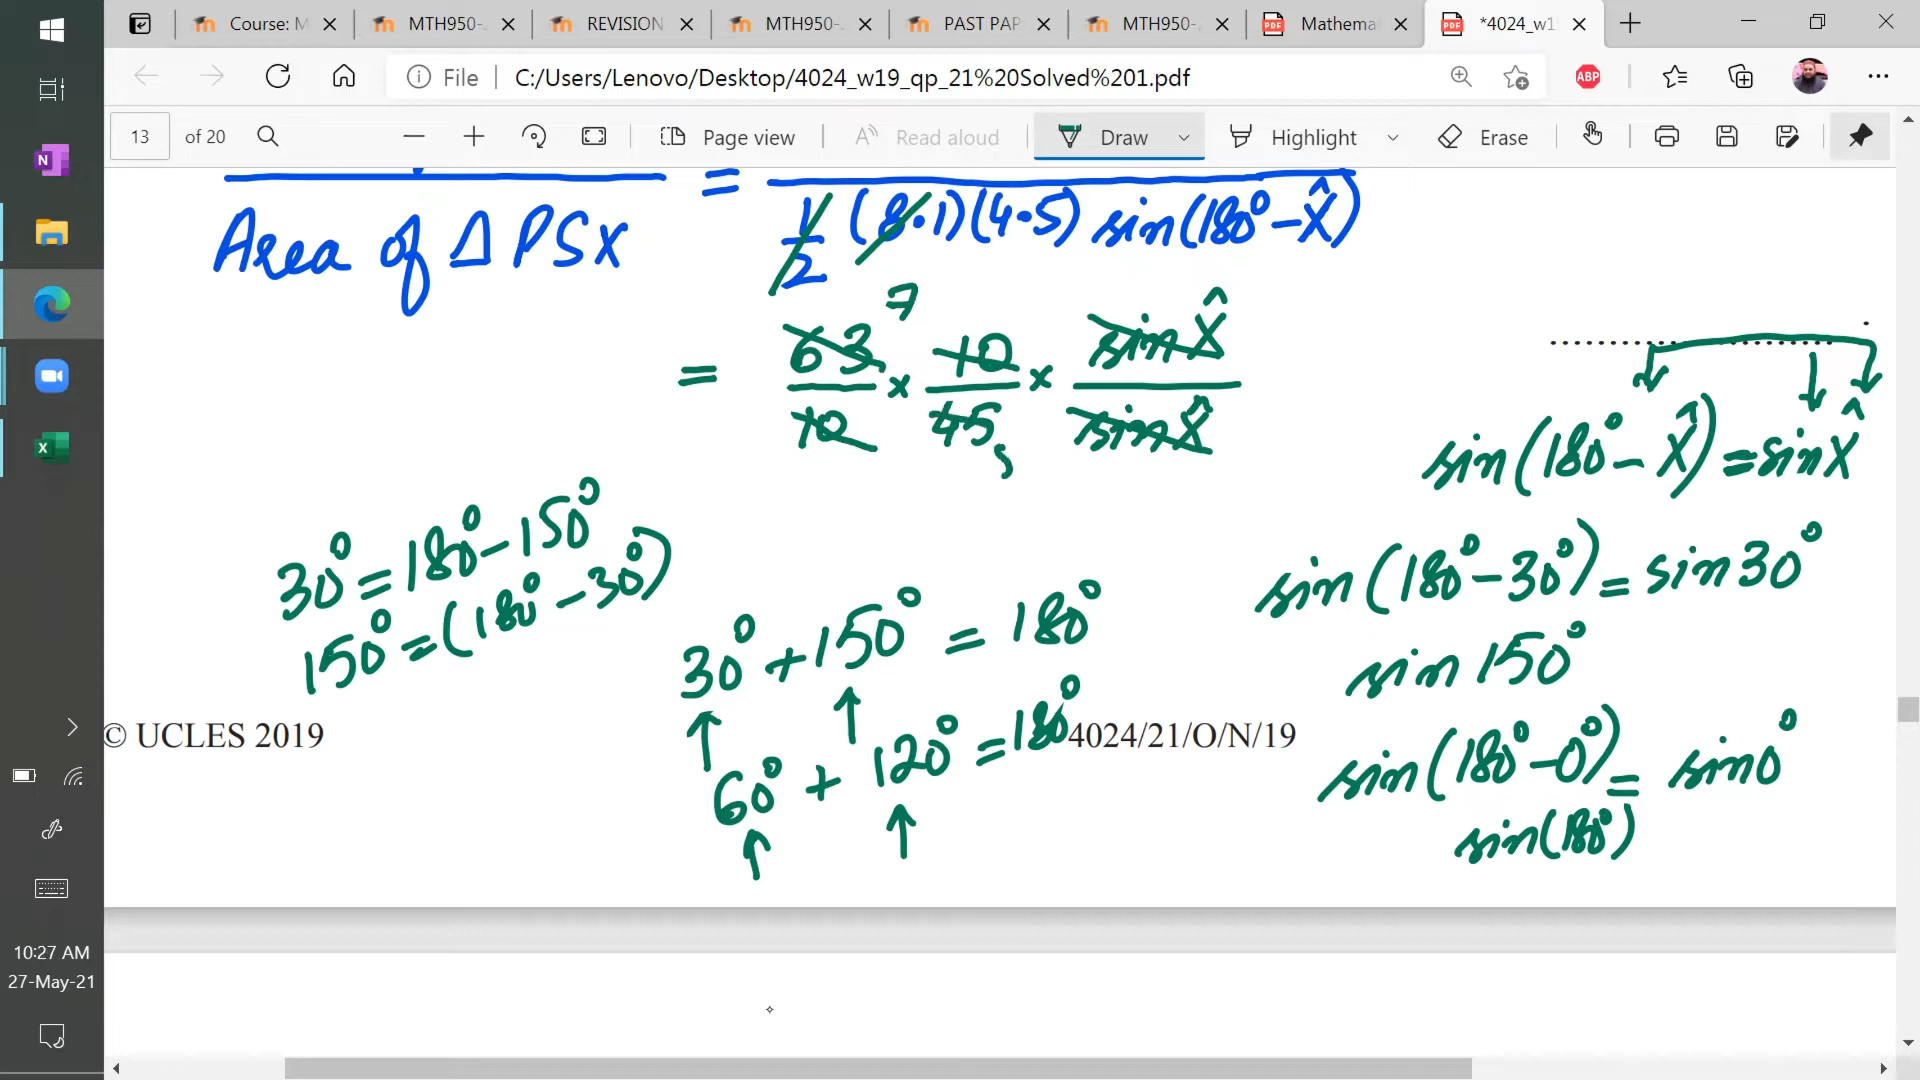 Course: M
MTH950-
REVISION
MTH950-
PAST PAP
MTH950-
Mathema
*4024_w1
File
C:/Users/Lenovo/Desktop/4024_w19_qp_21%20Solved%201.pdf
ABP
13 of 20
Page view
Read aloud
Draw
Highlight
Erase
=
Area of Δ PSX
1/2 (8.1)(4.5) sin(180° - X̂)
= 63/10 × 10/45 × sin X̂/sin X̂
7
5
sin(180° - X̂) = sin X̂
30° = 180° - 150°
150° = (180° - 30°)
sin(180° - 30°) = sin 30°
30° + 150° = 180°
sin 150°
© UCLES 2019
4024/21/O/N/19
60° + 120° = 180°
sin(180° - 0°) = sin 0°
sin(180°)
10:27 AM
27-May-21